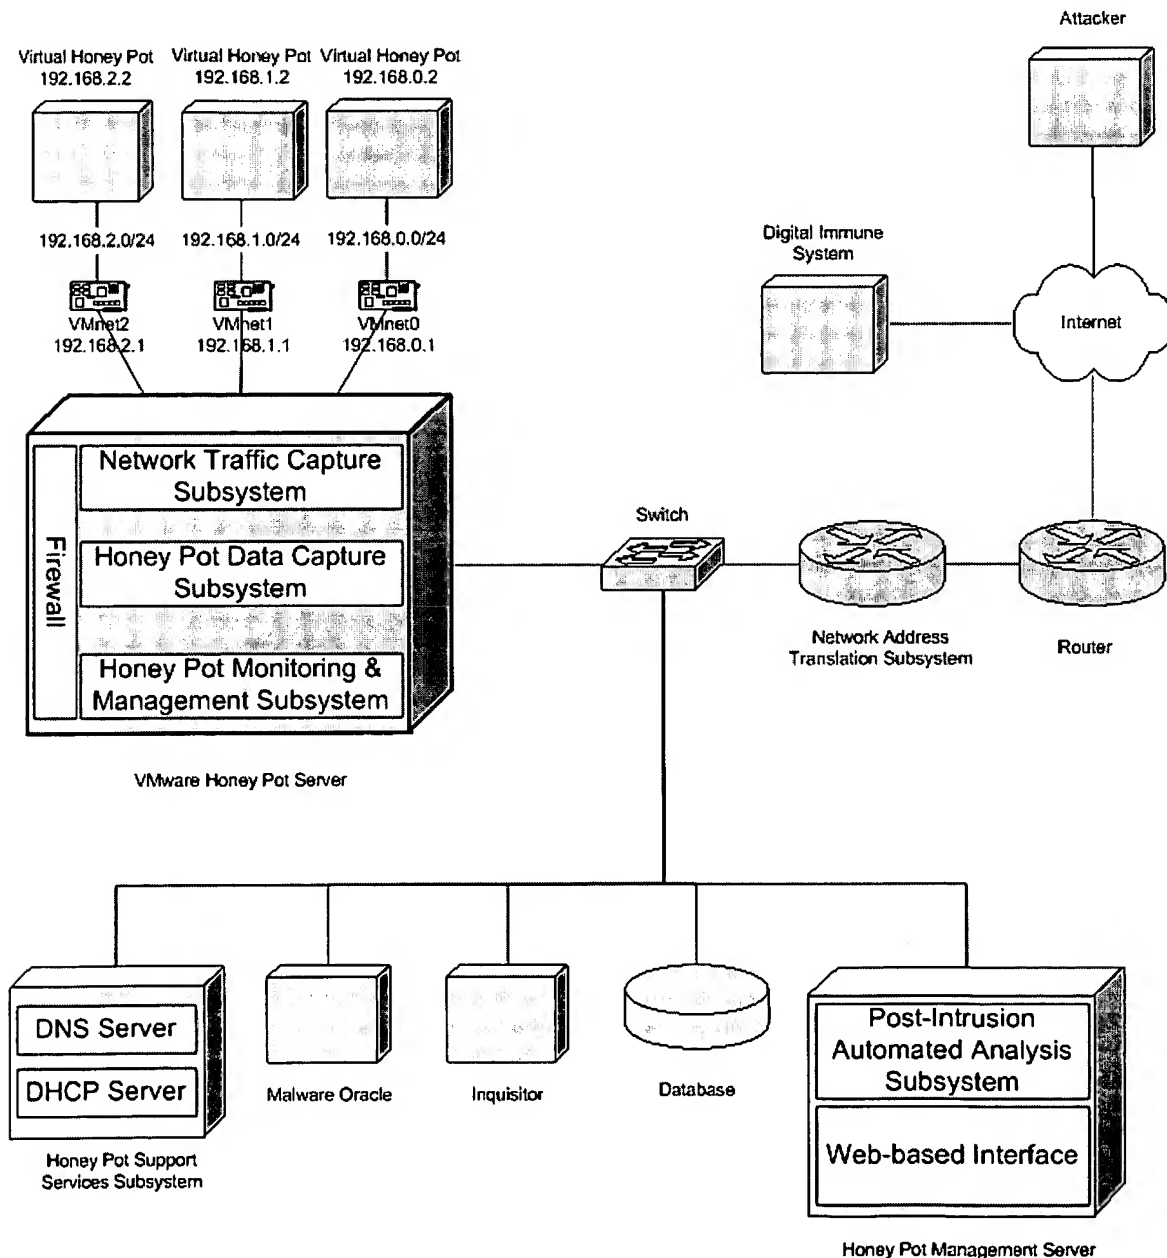 Attacker
Virtual Honey Pot
192.168.2.2
Virtual Honey Pot
192.168.1.2
Virtual Honey Pot
192.168.0.2
192.168.2.0/24
192.168.1.0/24
192.168.0.0/24
Digital Immune
System
VMnet2
192.168.2.1
VMnet1
192.168.1.1
VMnet0
192.168.0.1
Internet
Firewall
Network Traffic Capture
Subsystem
Honey Pot Data Capture
Subsystem
Honey Pot Monitoring &
Management Subsystem
Switch
Network Address
Translation Subsystem
Router
VMware Honey Pot Server
DNS Server
DHCP Server
Honey Pot Support
Services Subsystem
Malware Oracle
Inquisitor
Database
Post-Intrusion
Automated Analysis
Subsystem
Web-based Interface
Honey Pot Management Server